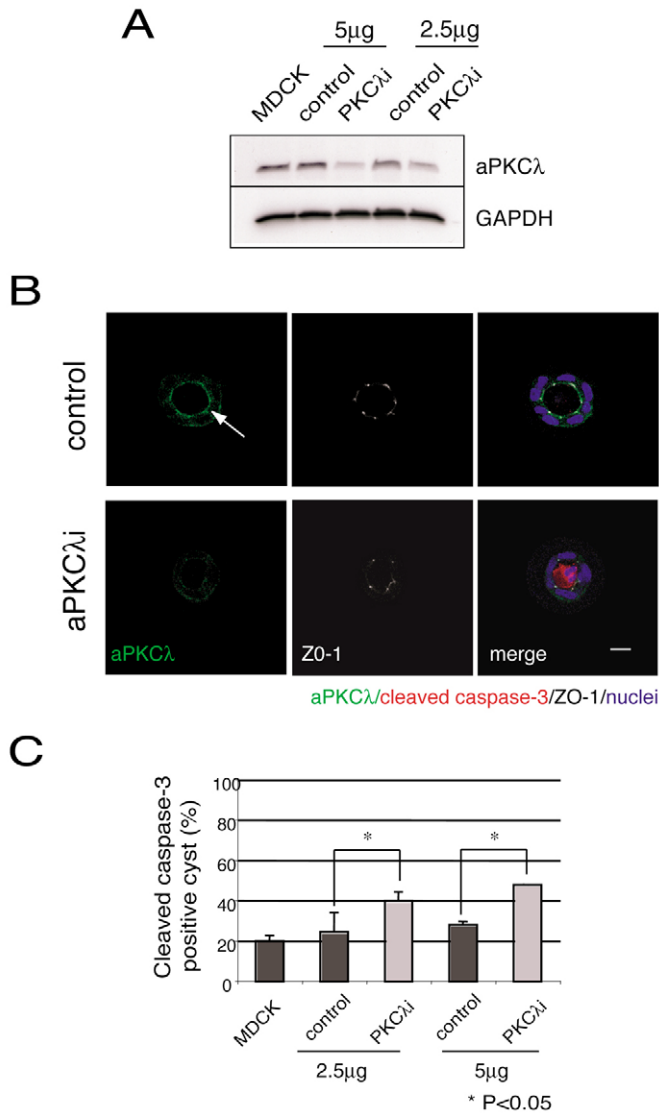 A
5μg 2.5μg
MDCK control PKCλi control PKCλi
aPKCλ
GAPDH
B
control
aPKCλi
aPKCλ Z0-1 merge
aPKCλ/cleaved caspase-3/ZO-1/nuclei
C
Cleaved caspase-3
positive cyst (%)
100
80
60
40
20
0
* *
MDCK control PKCλi control PKCλi
2.5μg 5μg
* P<0.05